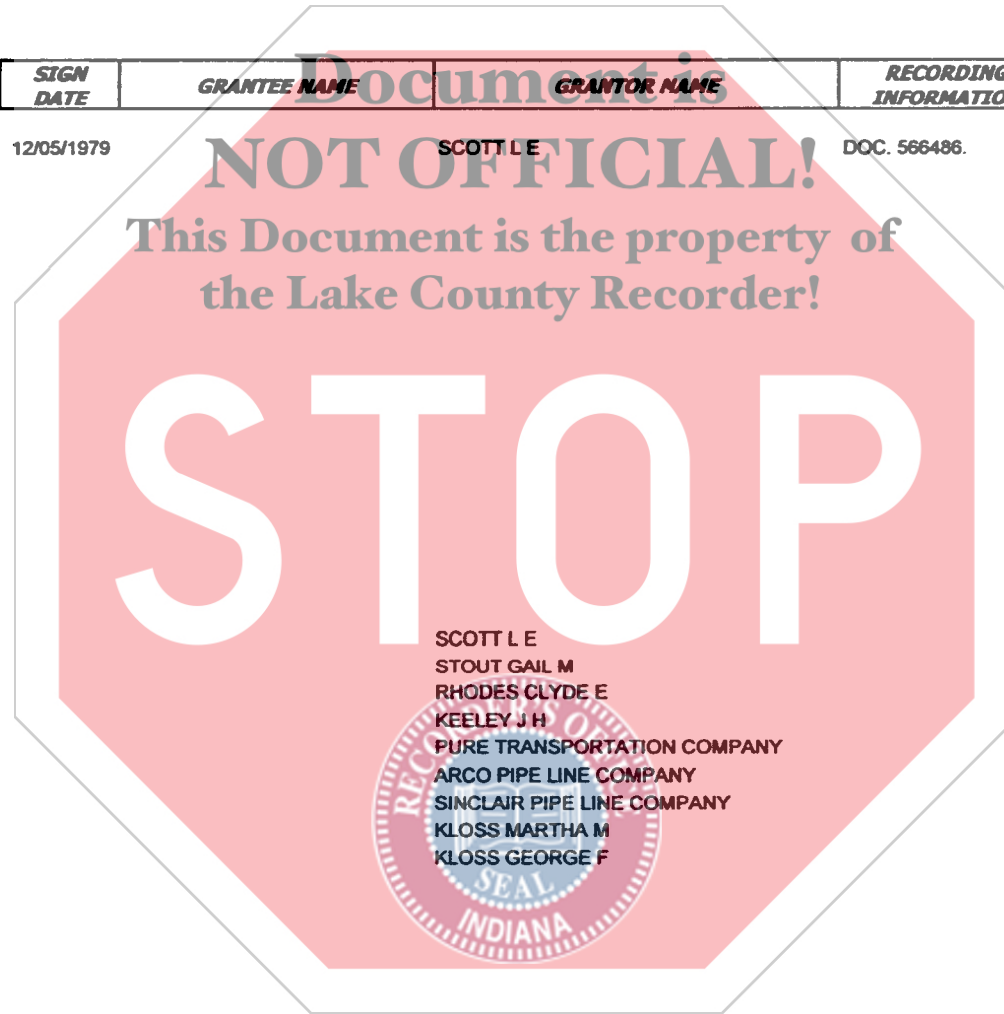 Document is
SIGN DATE GRANTEE NAME GRANTOR NAME RECORDING INFORMATIO
12/05/1979 SCOTT L E DOC. 566486.
NOT OFFICIAL!
This Document is the property of
the Lake County Recorder!
STOP
SCOTT L E
STOUT GAIL M
RHODES CLYDE E
KEELEY J H
PURE TRANSPORTATION COMPANY
ARCO PIPE LINE COMPANY
SINCLAIR PIPE LINE COMPANY
KLOSS MARTHA M
KLOSS GEORGE F
RECORDER'S OFFICE
SEAL
INDIANA